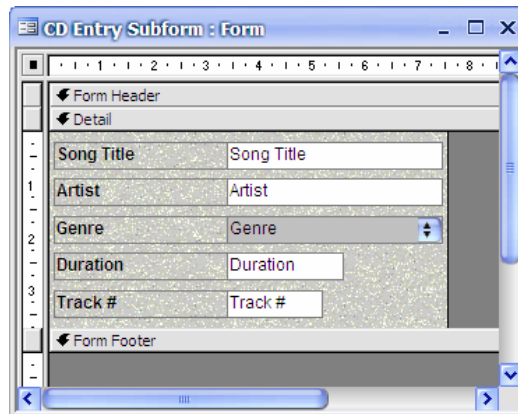 CD Entry Subform : Form
1 2 3 4 5 6 7 8
Form Header
Detail
Song Title Song Title
Artist Artist
Genre Genre
Duration Duration
Track # Track #
Form Footer
1
2
3